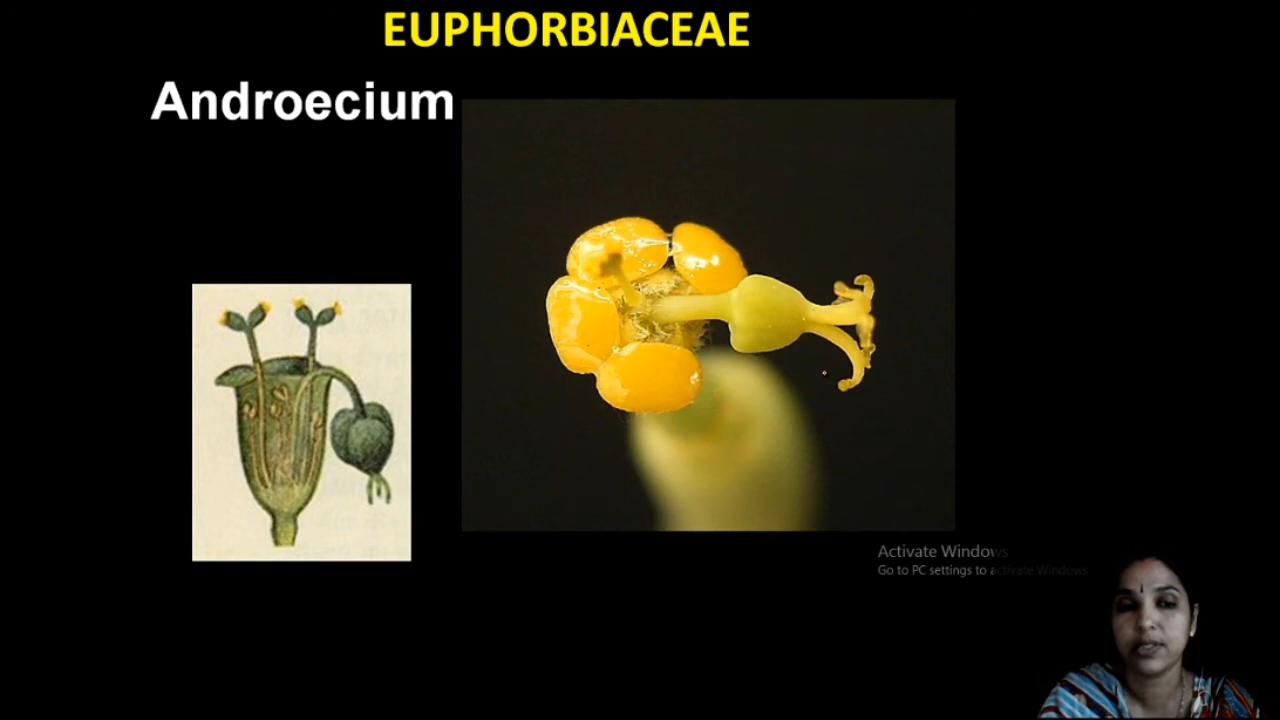 EUPHORBIACEAE
Androecium
Activate Windows
Go to PC settings to activate Windows